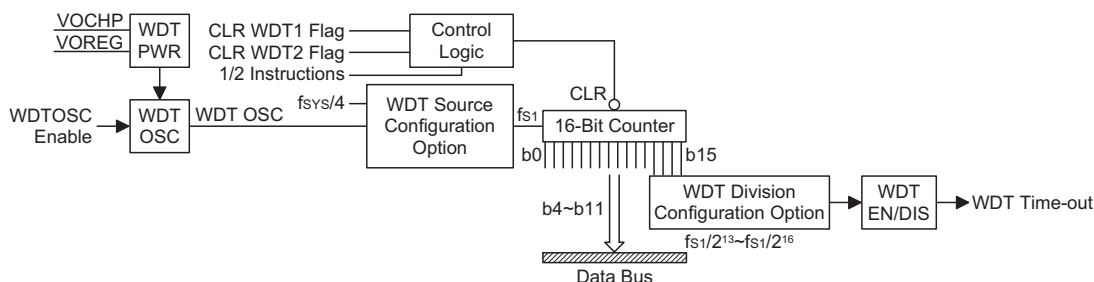 VOCHP
VOREG
WDT
PWR
CLR WDT1 Flag
CLR WDT2 Flag
1/2 Instructions
Control
Logic
CLR
WDTOSC
Enable
WDT
OSC
WDT OSC
fSYS/4
WDT Source
Configuration
Option
fS1
16-Bit Counter
b0
b15
b4~b11
WDT Division
Configuration Option
fS1/2¹³~fS1/2¹⁶
WDT
EN/DIS
WDT Time-out
Data Bus